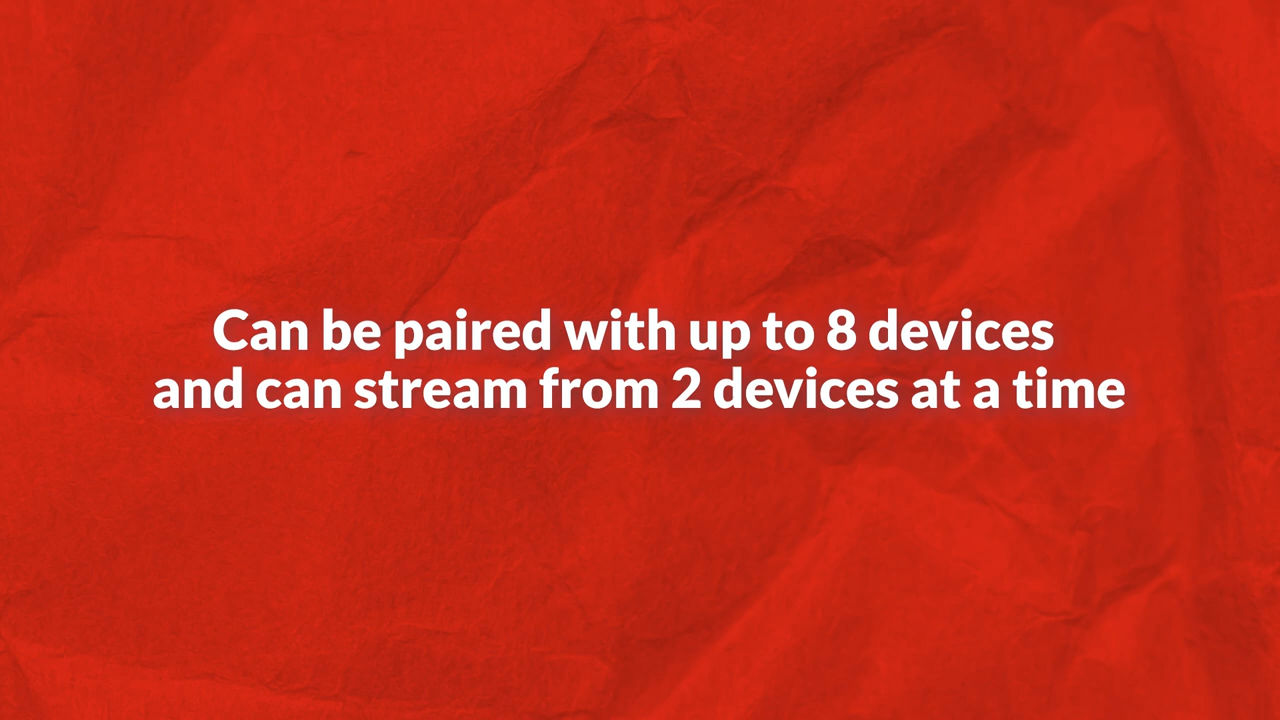 Can be paired with up to 8 devices
and can stream from 2 devices at a time